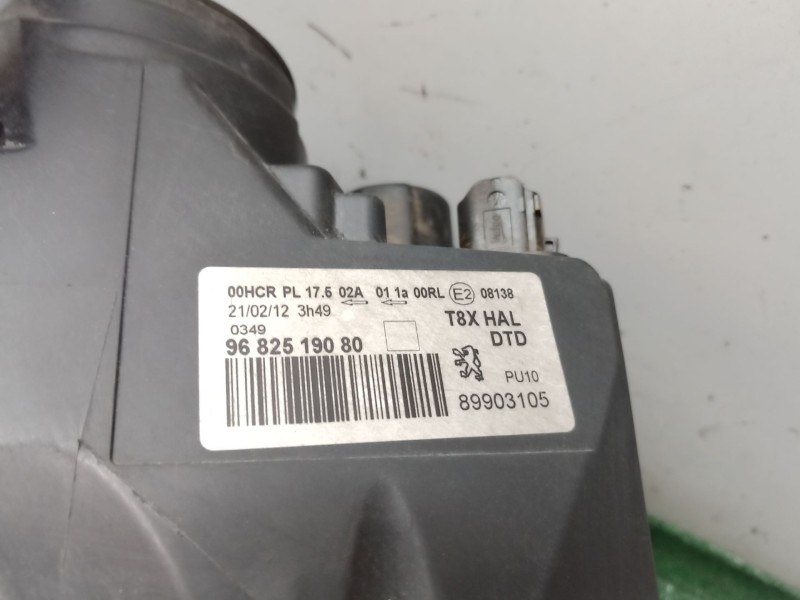 00HCR PL 17.5 02A 01 1a 00RL E2 08138
21/02/12 3h49
0349
T8X HAL
DTD
96 825 190 80
PU10
89903105